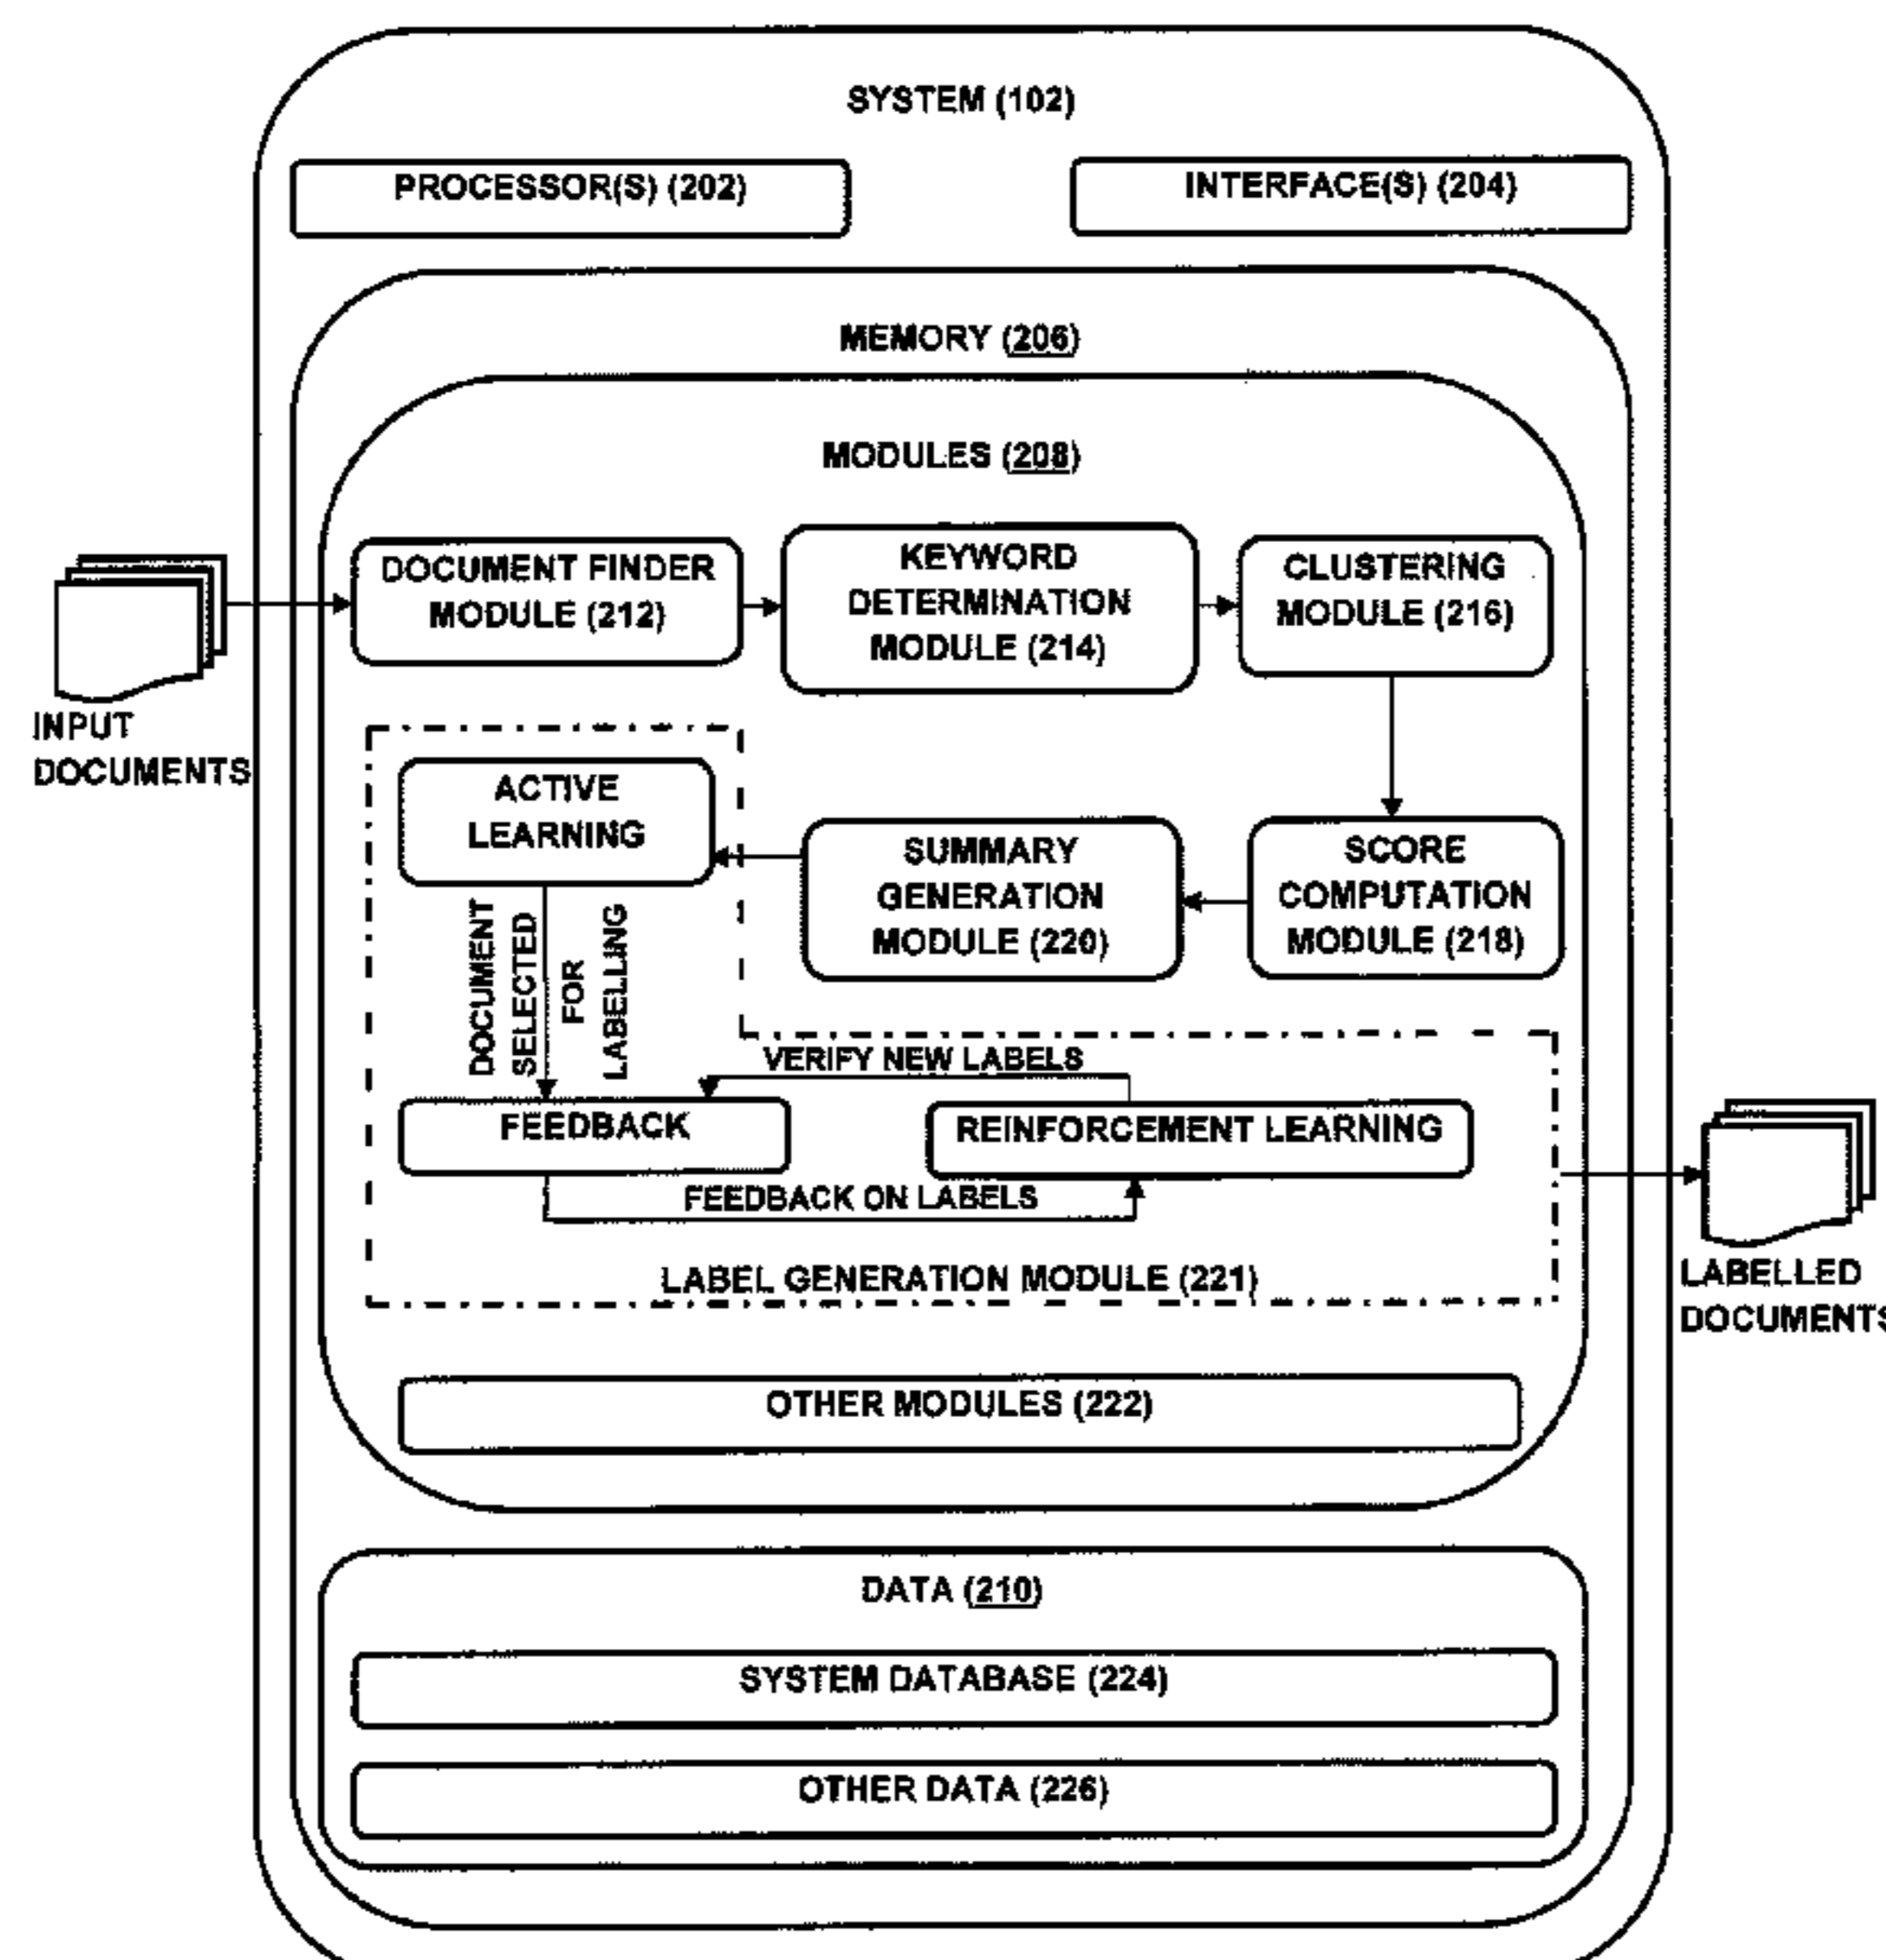 SYSTEM (102)
PROCESSOR(S) (202)
INTERFACE(S) (204)
MEMORY (206)
MODULES (208)
DOCUMENT FINDER
MODULE (212)
KEYWORD
DETERMINATION
MODULE (214)
CLUSTERING
MODULE (216)
INPUT
DOCUMENTS
ACTIVE
LEARNING
SUMMARY
GENERATION
MODULE (220)
SCORE
COMPUTATION
MODULE (218)
DOCUMENT
SELECTED
FOR
LABELLING
VERIFY NEW LABELS
FEEDBACK
REINFORCEMENT LEARNING
FEEDBACK ON LABELS
LABEL GENERATION MODULE (221)
LABELLED
DOCUMENTS
OTHER MODULES (222)
DATA (210)
SYSTEM DATABASE (224)
OTHER DATA (226)